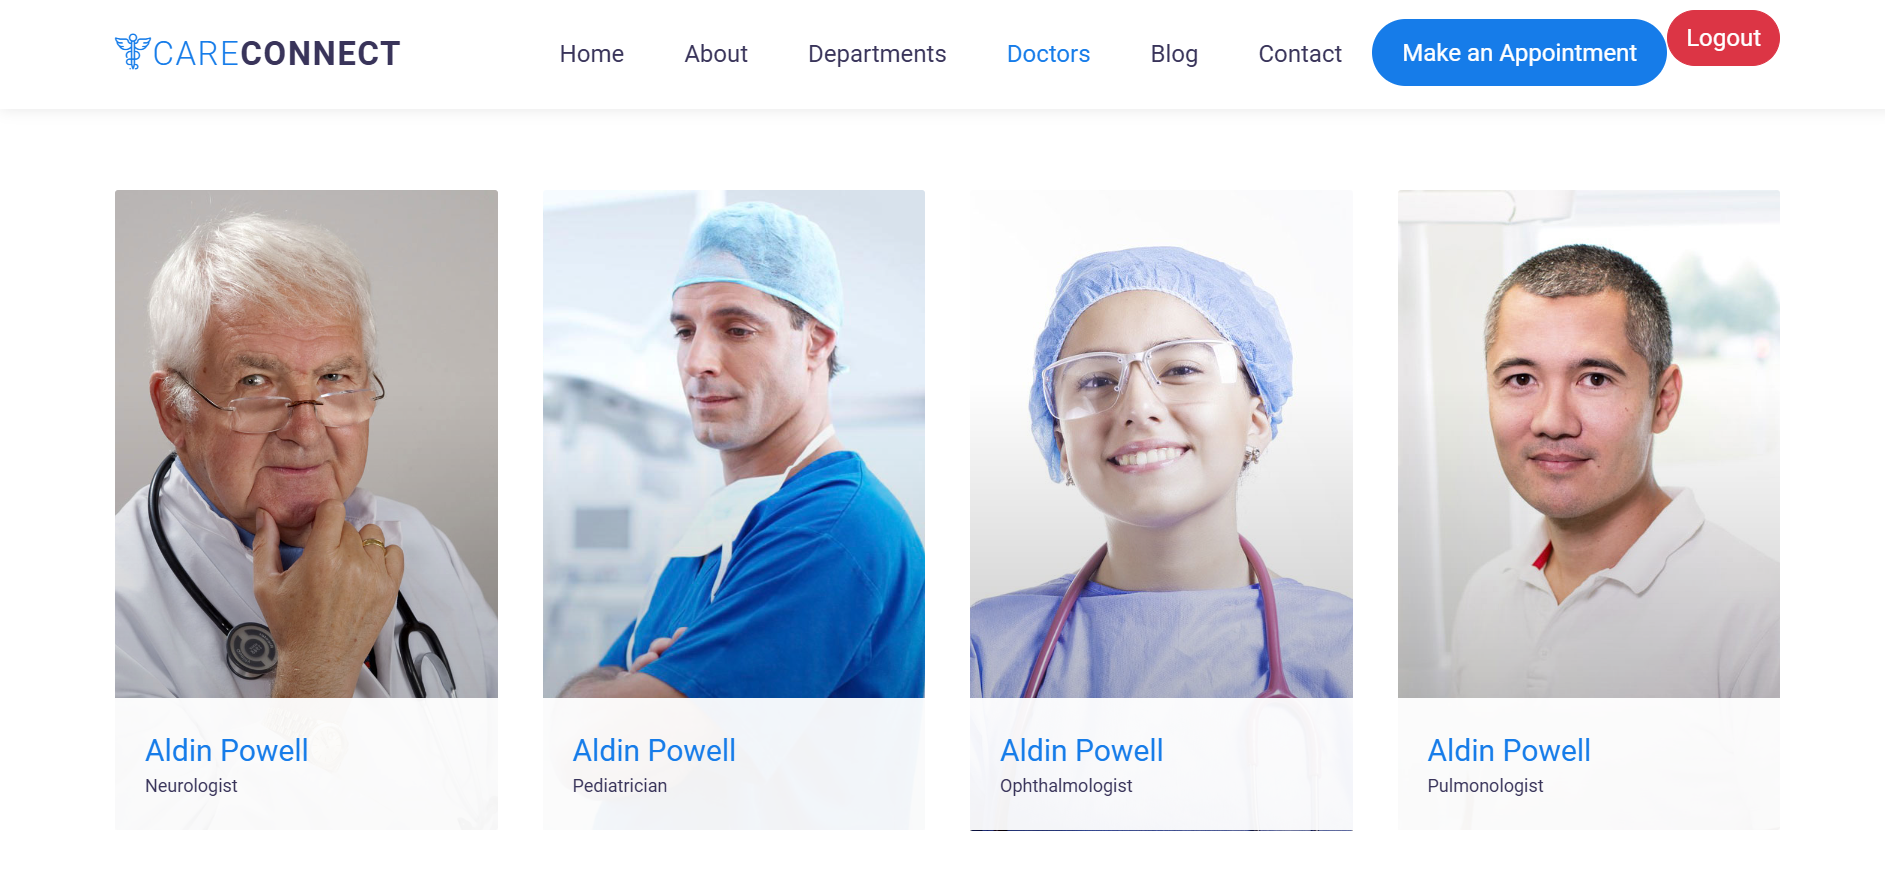 CARECONNECT
Home
About
Departments
Doctors
Blog
Contact
Make an Appointment
Logout
Aldin Powell
Neurologist
Aldin Powell
Pediatrician
Aldin Powell
Ophthalmologist
Aldin Powell
Pulmonologist